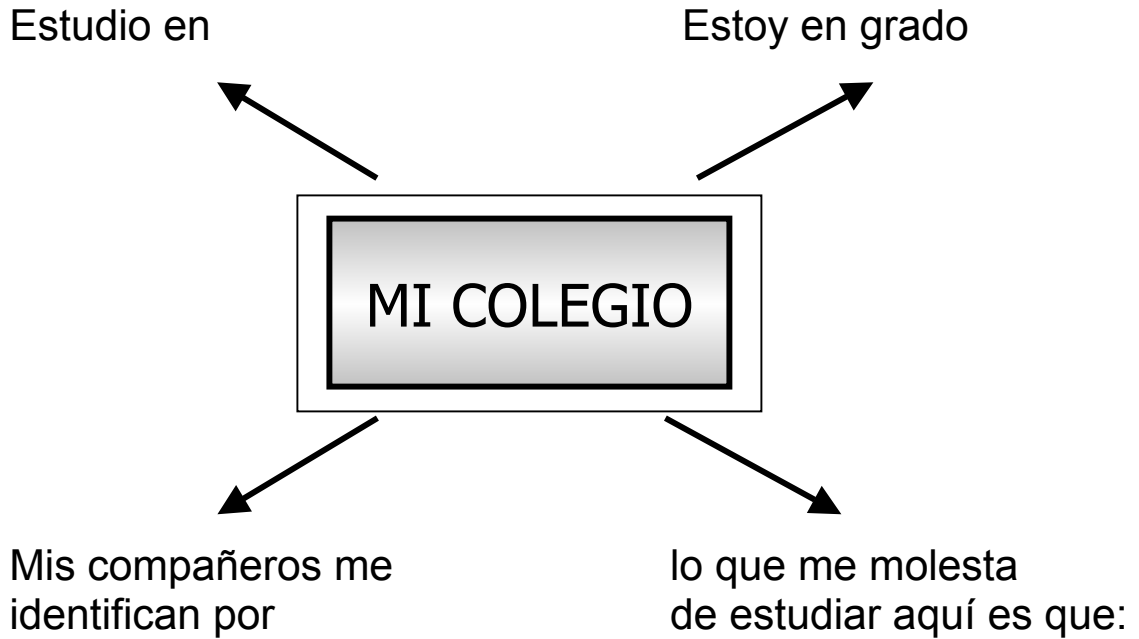 Estudio en
Estoy en grado
MI COLEGIO
Mis compañeros me
identifican por
lo que me molesta
de estudiar aquí es que: